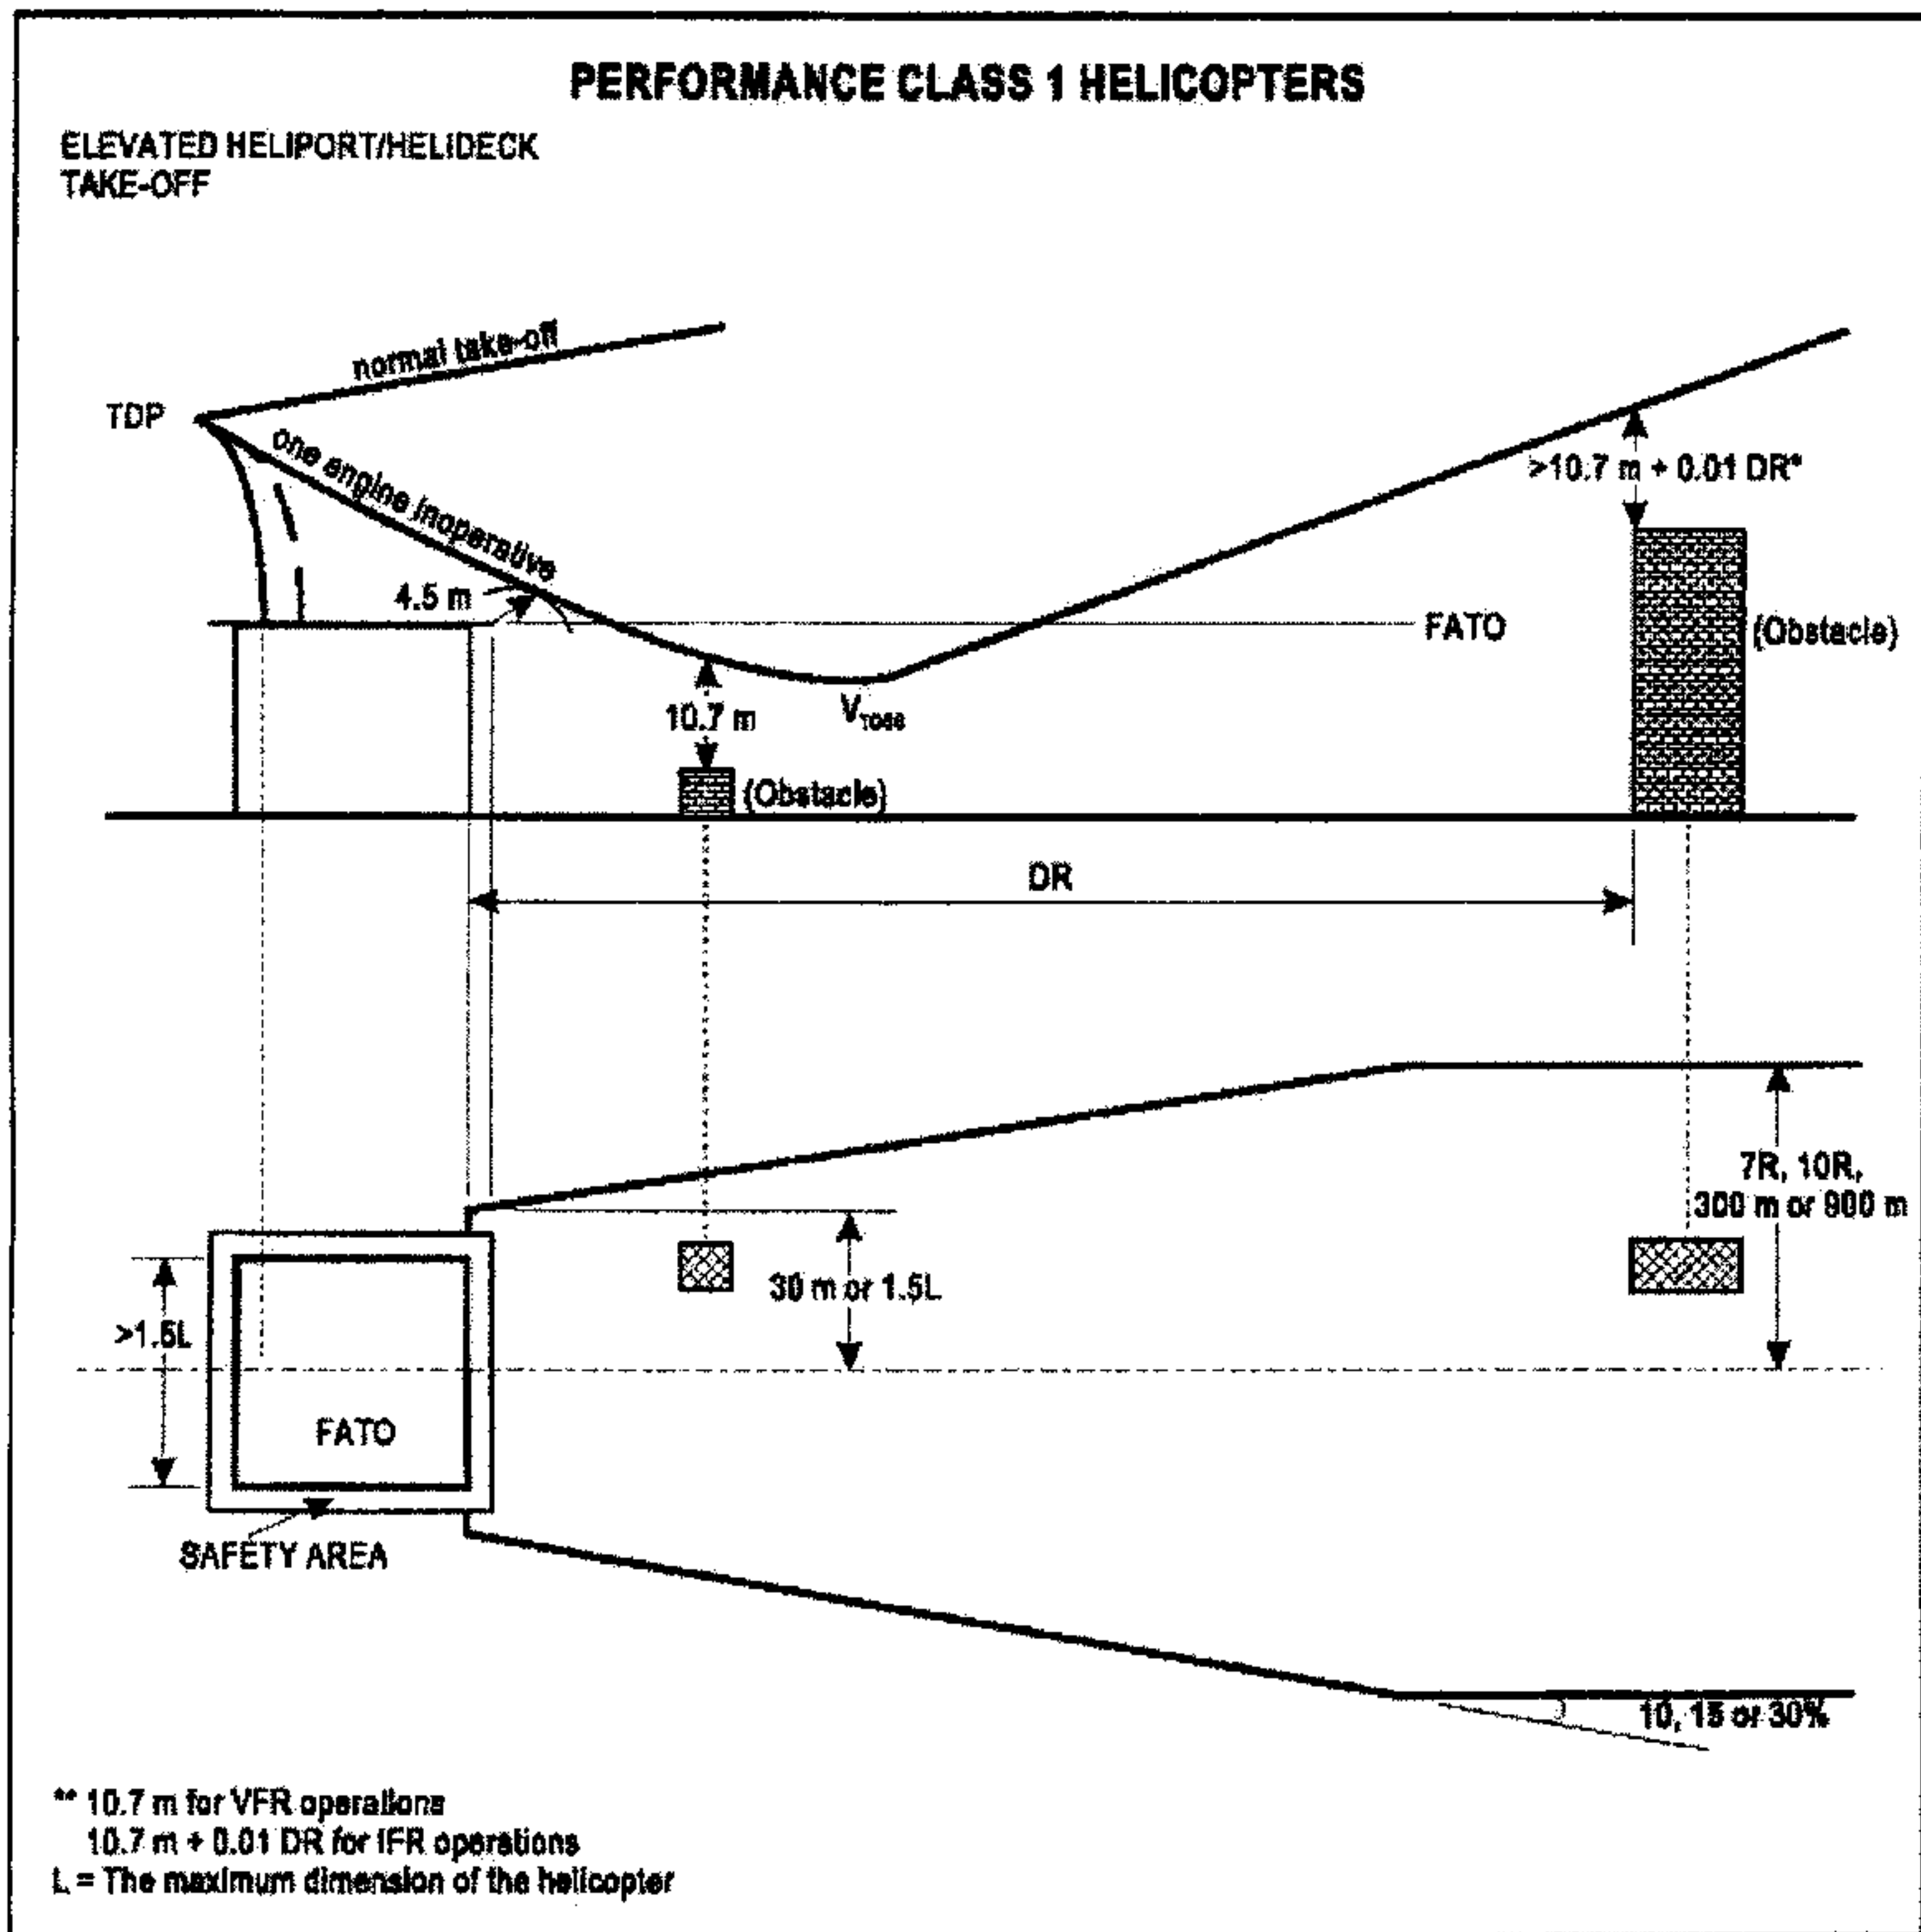 PERFORMANCE CLASS 1 HELICOPTERS
ELEVATED HELIPORT/HELIDECK
TAKE-OFF
normal take-off
TDP
one engine inoperative
>10.7 m + 0.01 DR**
4.5 m
FATO
(Obstacle)
10.7 m
VTOSS
(Obstacle)
DR
7R, 10R,
300 m or 900 m
30 m or 1.5L
>1.5L
FATO
SAFETY AREA
10, 15 or 30%
** 10.7 m for VFR operations
10.7 m + 0.01 DR for IFR operations
L = The maximum dimension of the helicopter